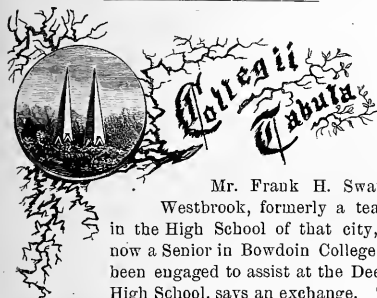 Collegii
Tabula.
Mr. Frank H. Swa
Westbrook, formerly a tea
in the High School of that city,
now a Senior in Bowdoin College
been engaged to assist at the Dee
High School, says an exchange.